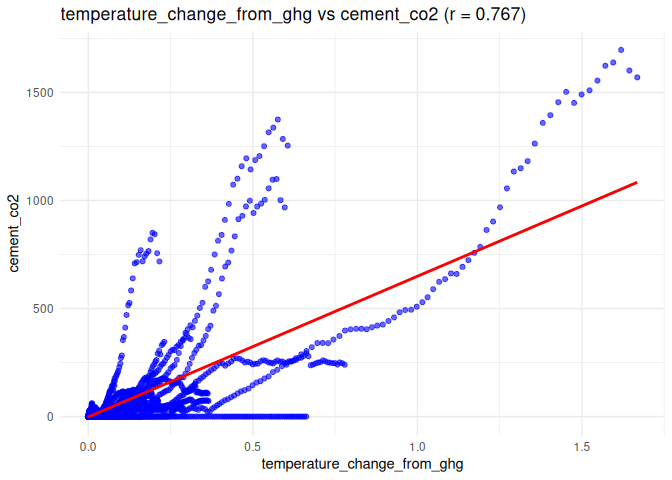 temperature_change_from_ghg vs cement_co2 (r = 0.767)
cement_co2
1500
1000
500
0
0.0 0.5 1.0 1.5
temperature_change_from_ghg